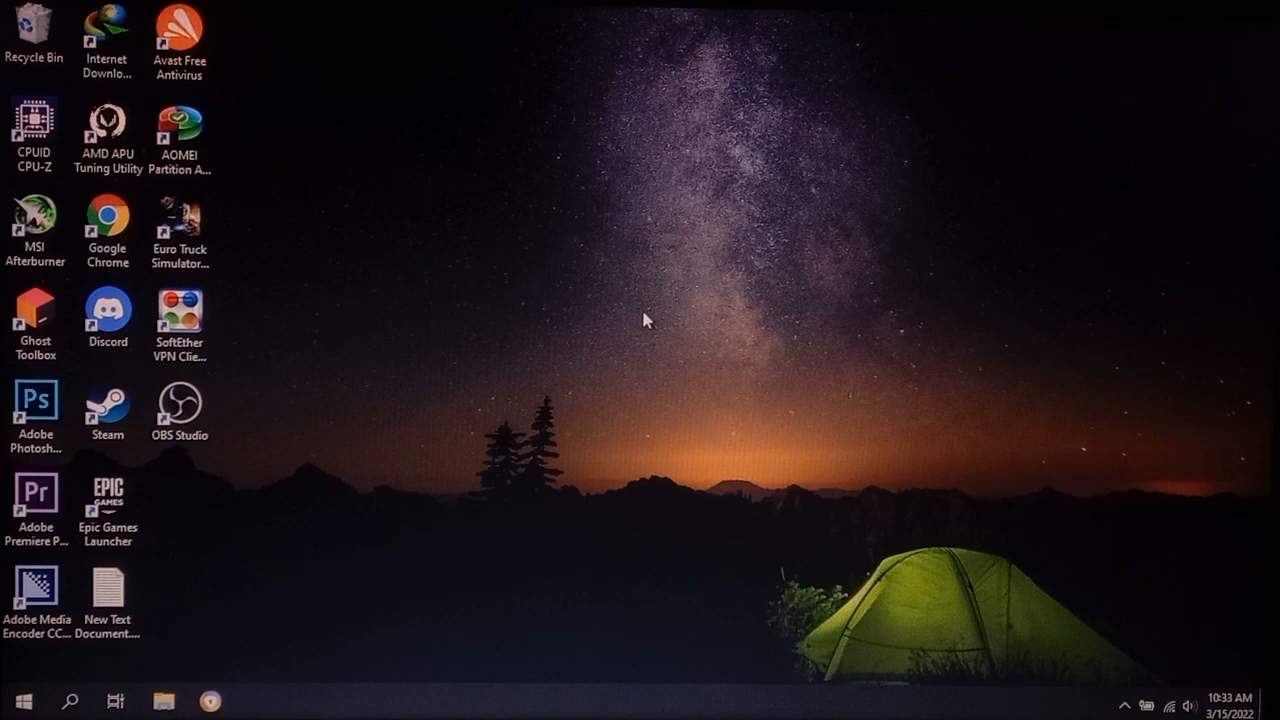 Recycle Bin
Internet
Downlo...
Avast Free
Antivirus
CPUID
CPU-Z
AMD APU
Tuning Utility
AOMEI
Partition A...
MSI
Afterburner
Google
Chrome
Euro Truck
Simulator...
Ghost
Toolbox
Discord
SoftEther
VPN Clie...
Ps
Adobe
Photosh...
Steam
OBS Studio
Pr
Adobe
Premiere P...
EPIC
GAMES
Epic Games
Launcher
Adobe Media
Encoder CC...
New Text
Document....
10:33 AM
3/15/2022